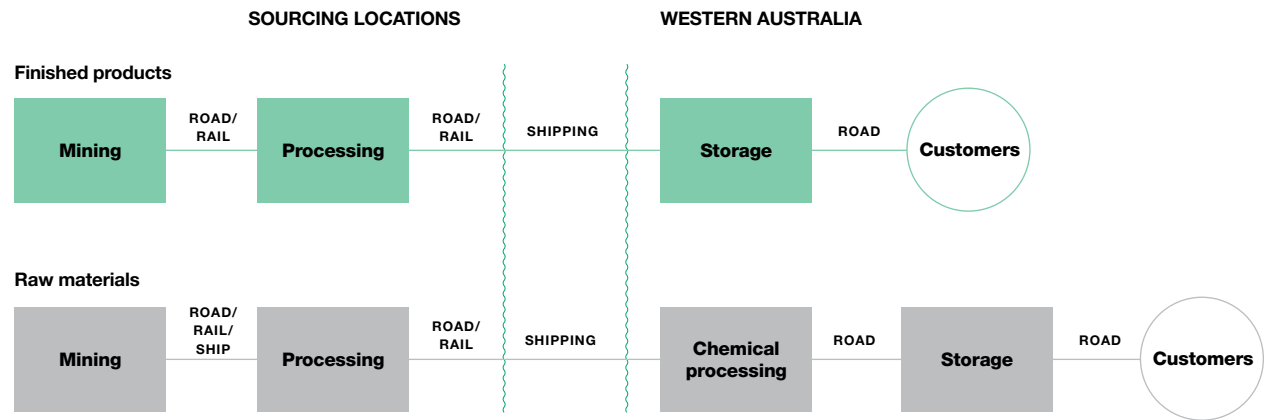 SOURCING LOCATIONS
WESTERN AUSTRALIA
Finished products
Mining
ROAD/
RAIL
Processing
ROAD/
RAIL
SHIPPING
Storage
ROAD
Customers
Raw materials
Mining
ROAD/
RAIL/
SHIP
Processing
ROAD/
RAIL
SHIPPING
Chemical
processing
ROAD
Storage
ROAD
Customers